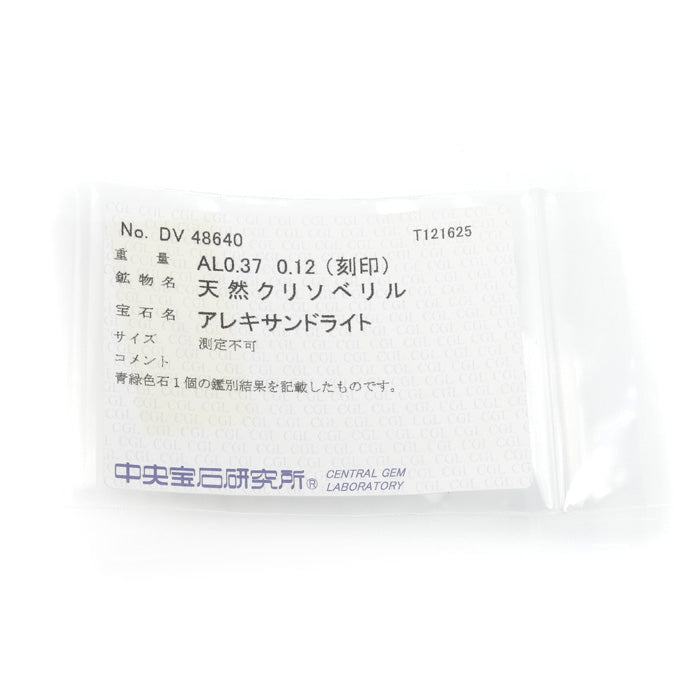 No. DV 48640 T121625
重量 AL0.37 0.12 (刻印)
鉱物名 天然クリソベリル
宝石名 アレキサンドライト
サイズ 測定不可
コメント
青緑色石1個の鑑別結果を記載したものです。
中央宝石研究所® CENTRAL GEM
LABORATORY